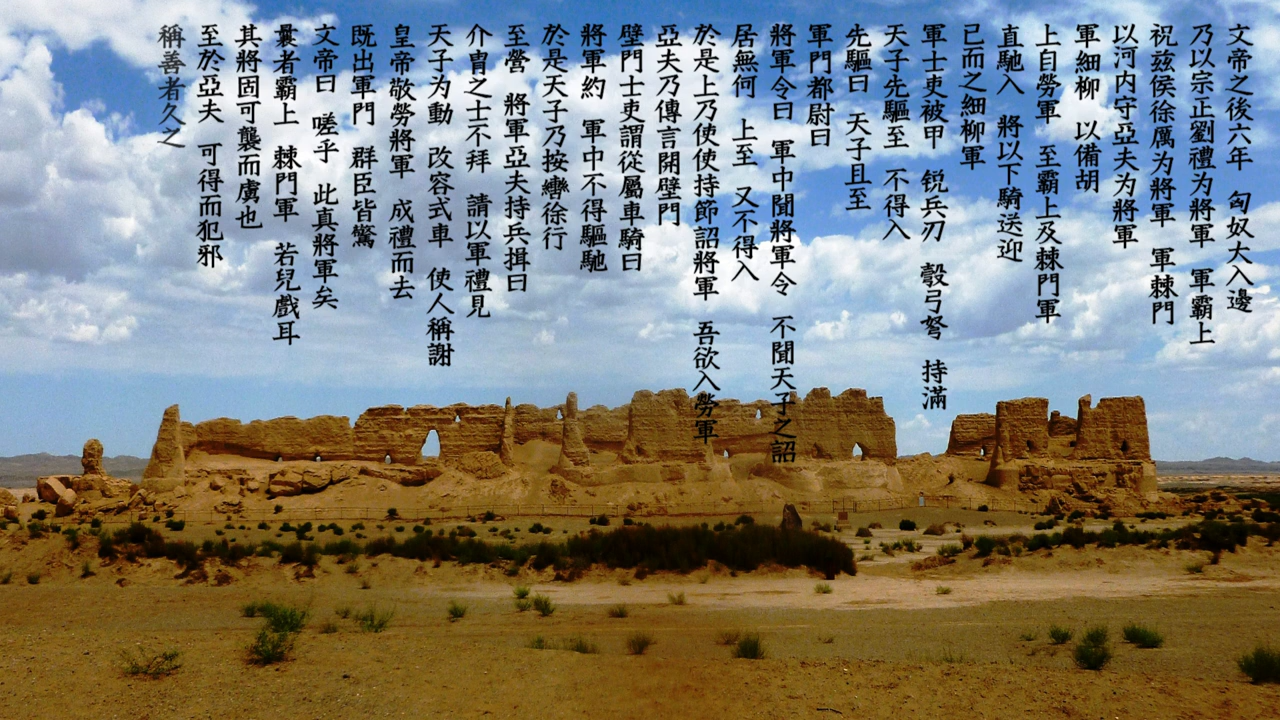 文帝之後六年　匈奴大入邊
乃以宗正劉禮为將軍　軍霸上
祝茲侯徐厲为將軍　軍棘門
以河内守亞夫为將軍
軍細柳　以備胡
上自勞軍　至霸上及棘門軍
直馳入　將以下騎送迎
已而之細柳軍
軍士吏被甲　锐兵刃　彀弓弩　持滿
天子先驅至　不得入
先驅曰　天子且至
軍門都尉曰
將軍令曰　軍中聞將軍令　不聞天子之詔
居無何　上至　又不得入
於是上乃使使持節詔將軍　吾欲入勞軍
亞夫乃傳言開壁門
壁門士吏謂從屬車騎曰
將軍約　軍中不得驅馳
於是天子乃按轡徐行
至營　將軍亞夫持兵揖曰
介冑之士不拜　請以軍禮見
天子为動　改容式車　使人稱謝
皇帝敬勞將軍　成禮而去
既出軍門　群臣皆驚
文帝曰　嗟乎　此真將軍矣
曩者霸上　棘門軍　若兒戲耳
其將固可襲而虜也
至於亞夫　可得而犯邪
稱善者久之